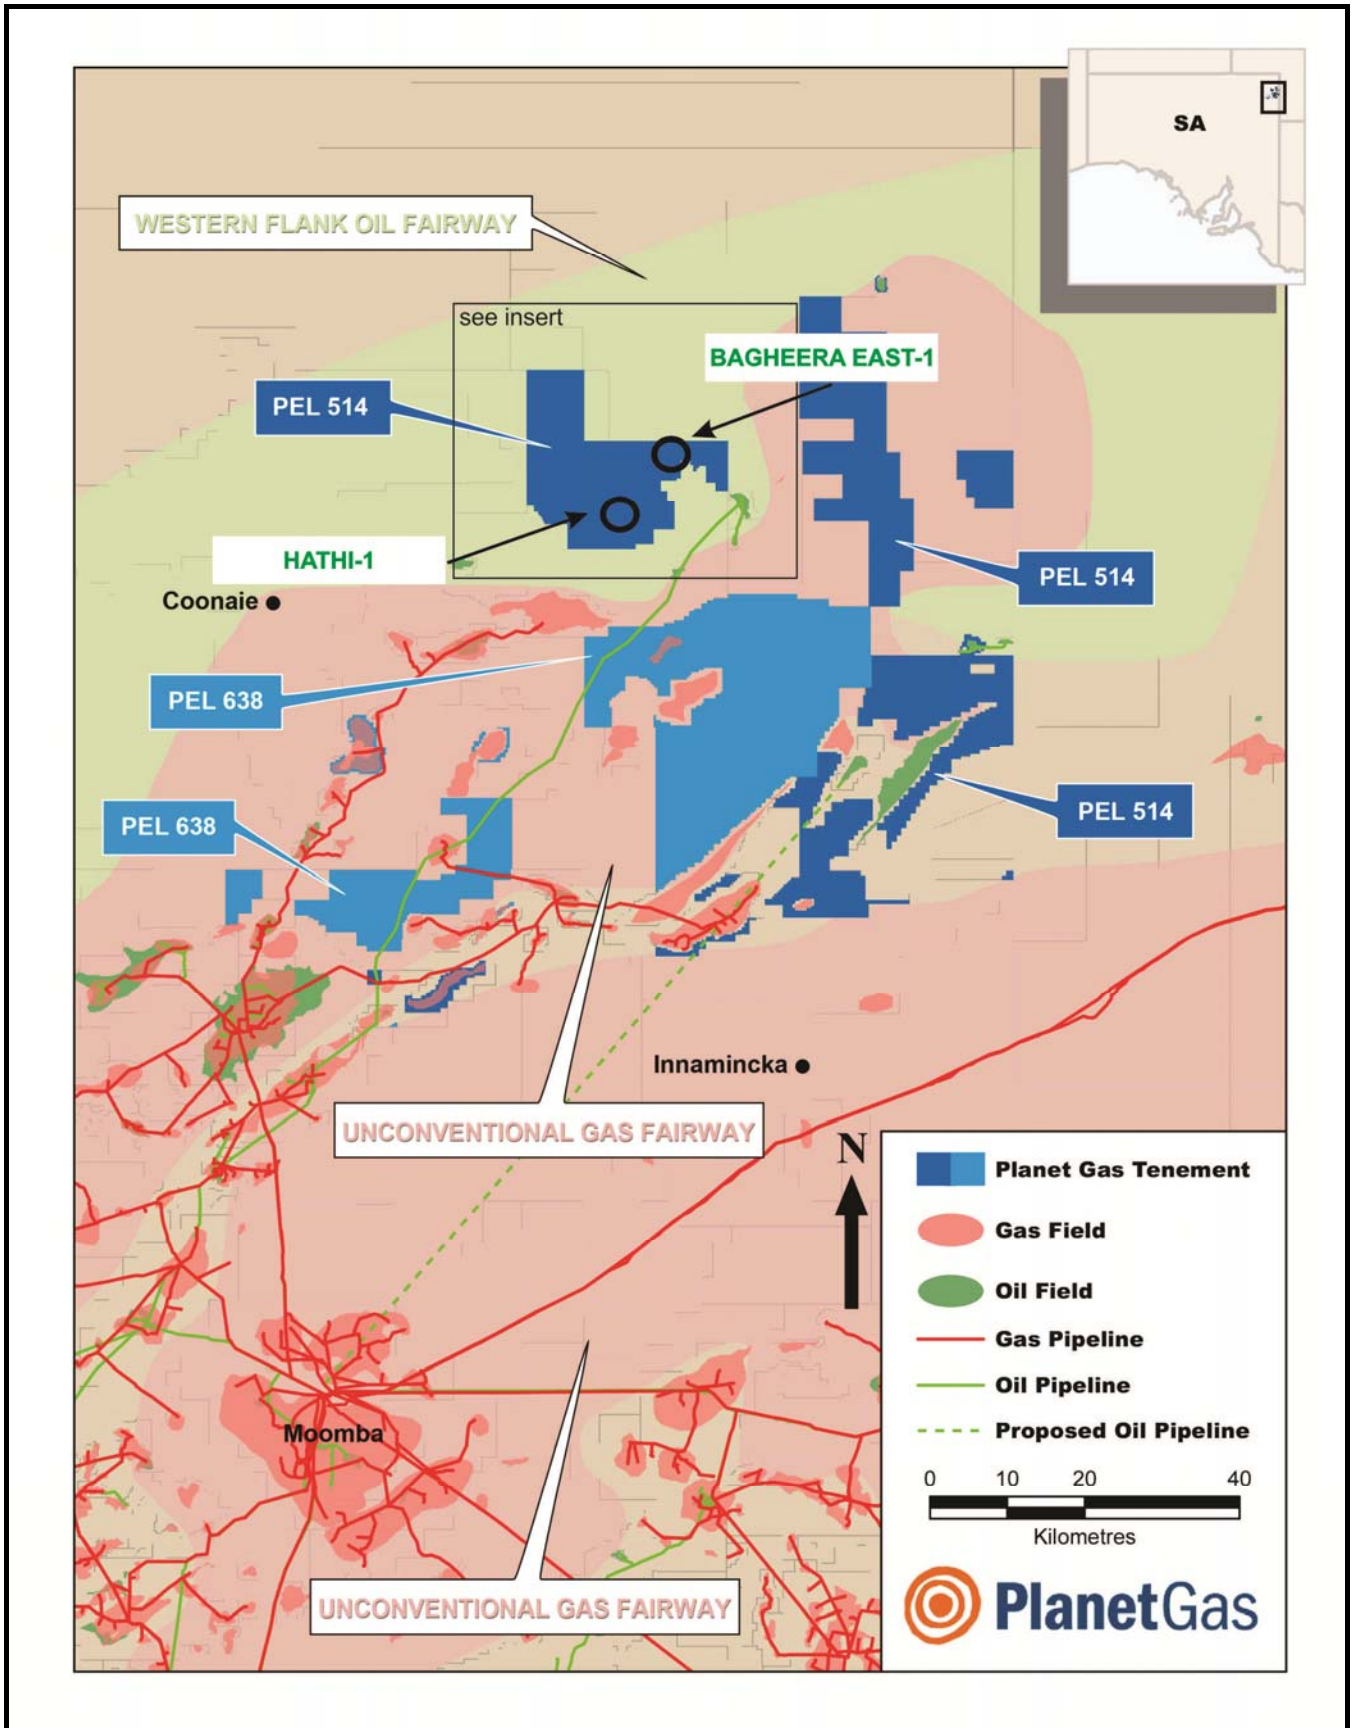 SA
WESTERN FLANK OIL FAIRWAY
see insert
BAGHEERA EAST-1
PEL 514
HATHI-1
PEL 514
Coonaie
PEL 638
PEL 638
PEL 514
Innamincka
UNCONVENTIONAL GAS FAIRWAY
N
Planet Gas Tenement
Gas Field
Oil Field
Gas Pipeline
Oil Pipeline
Proposed Oil Pipeline
0 10 20 40
Kilometres
Moomba
UNCONVENTIONAL GAS FAIRWAY
PlanetGas